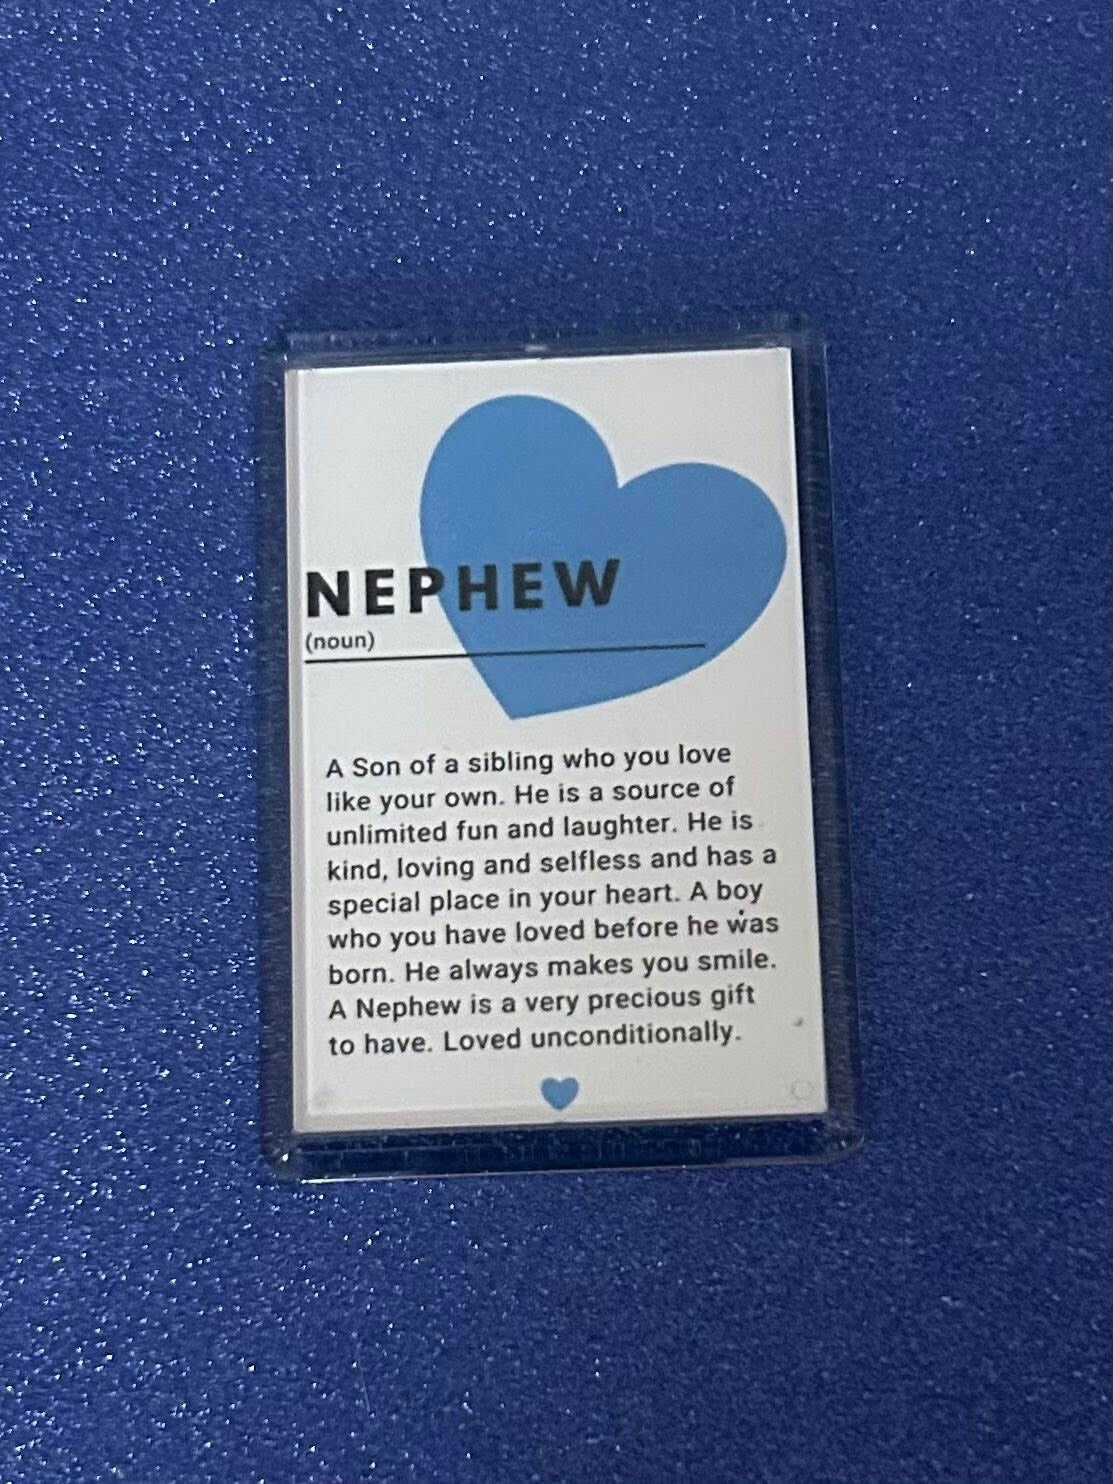 NEPHEW
(noun)
A Son of a sibling who you love
like your own. He is a source of
unlimited fun and laughter. He is
kind, loving and selfless and has a
special place in your heart. A boy
who you have loved before he was
born. He always makes you smile.
A Nephew is a very precious gift
to have. Loved unconditionally.